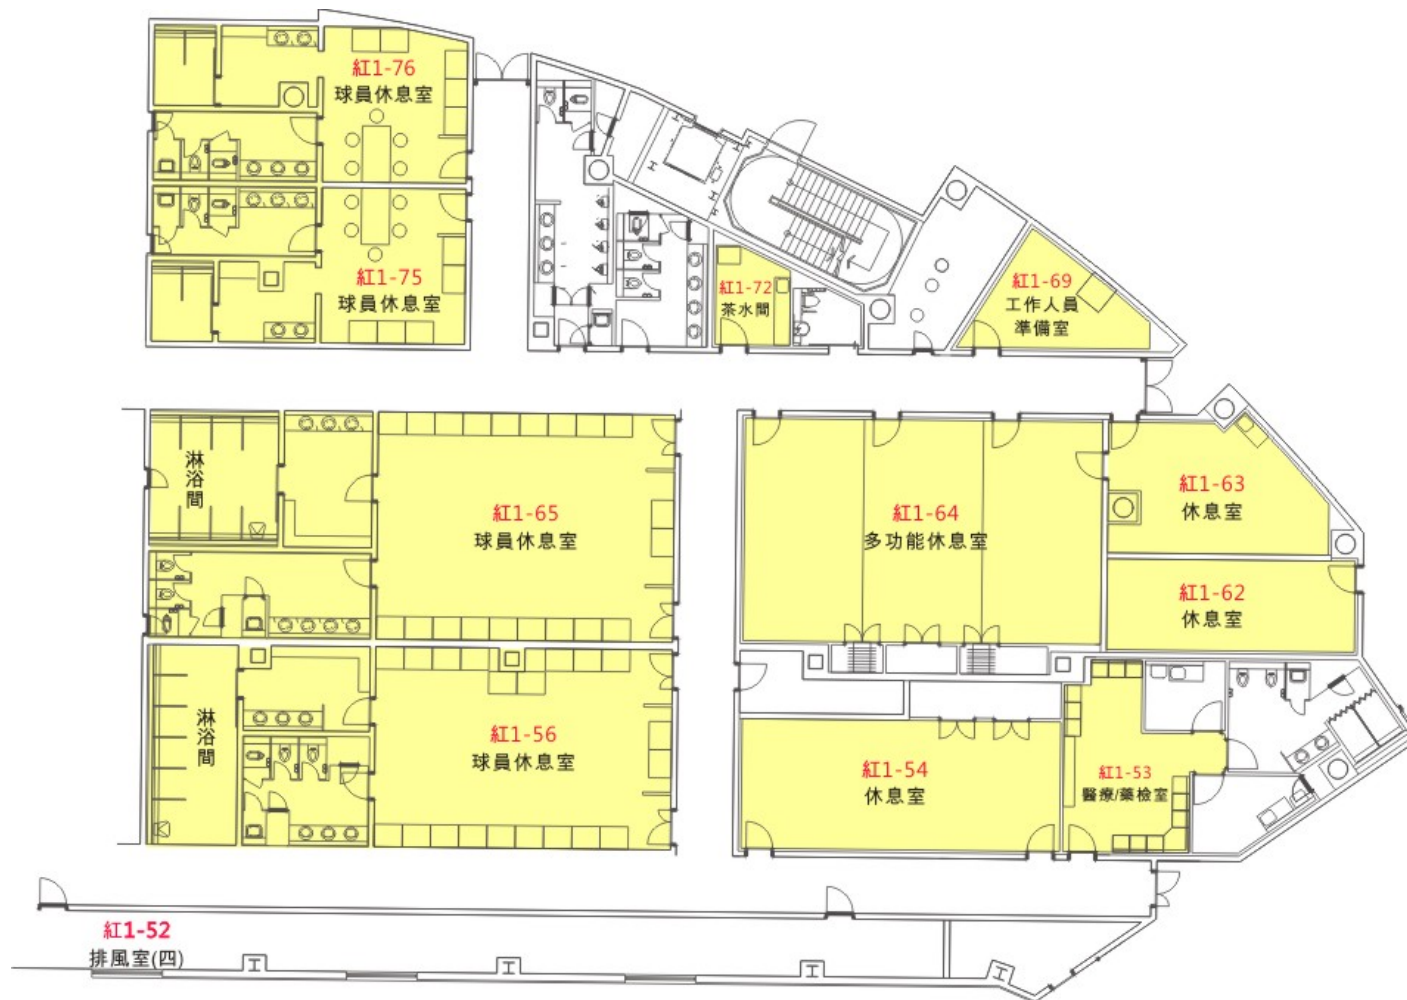 紅1-76
球員休息室
紅1-75
球員休息室
紅1-72
茶水間
紅1-69
工作人員
準備室
淋浴間
紅1-65
球員休息室
紅1-64
多功能休息室
紅1-63
休息室
紅1-62
休息室
淋浴間
紅1-56
球員休息室
紅1-54
休息室
紅1-53
醫療/藥檢室
紅1-52
排風室(四)